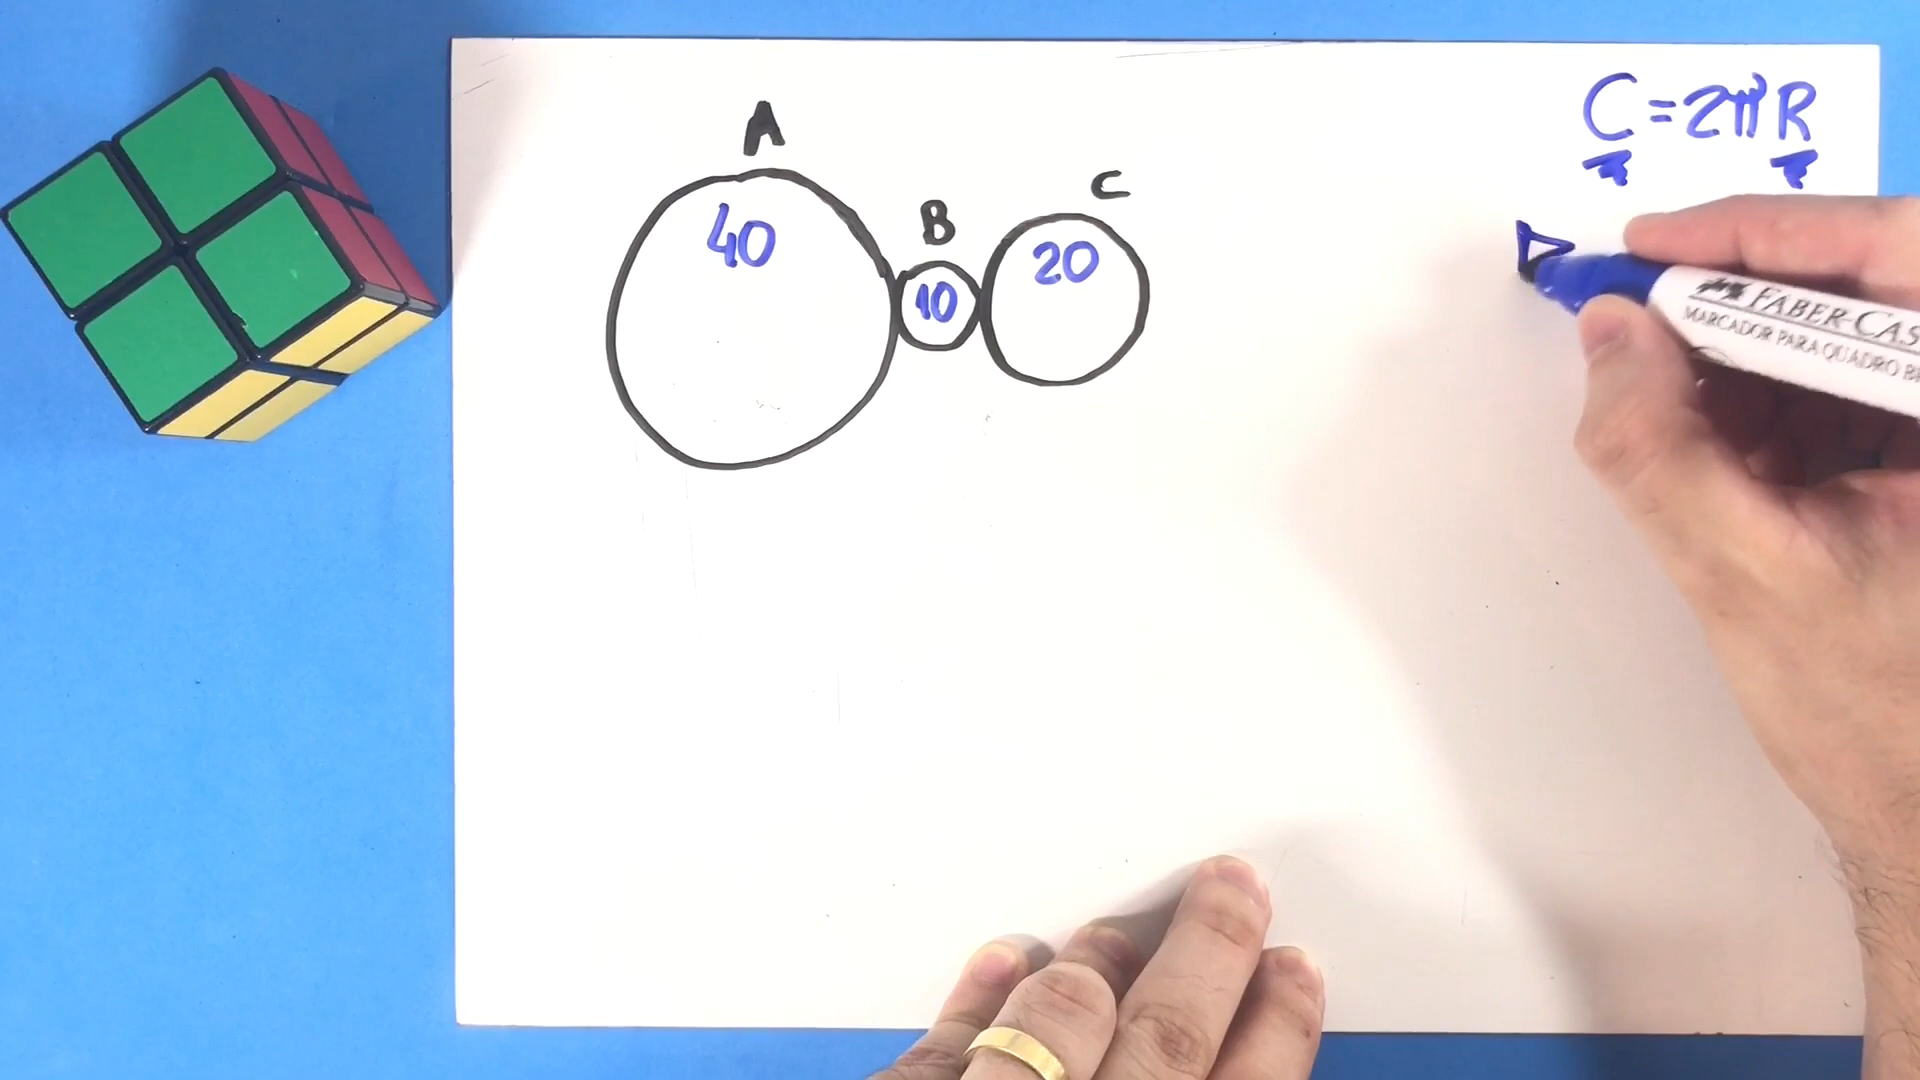 C = 2πR
A
B
C
40
10
20
FABER-CAS
MARCADOR PARA QUADRO B